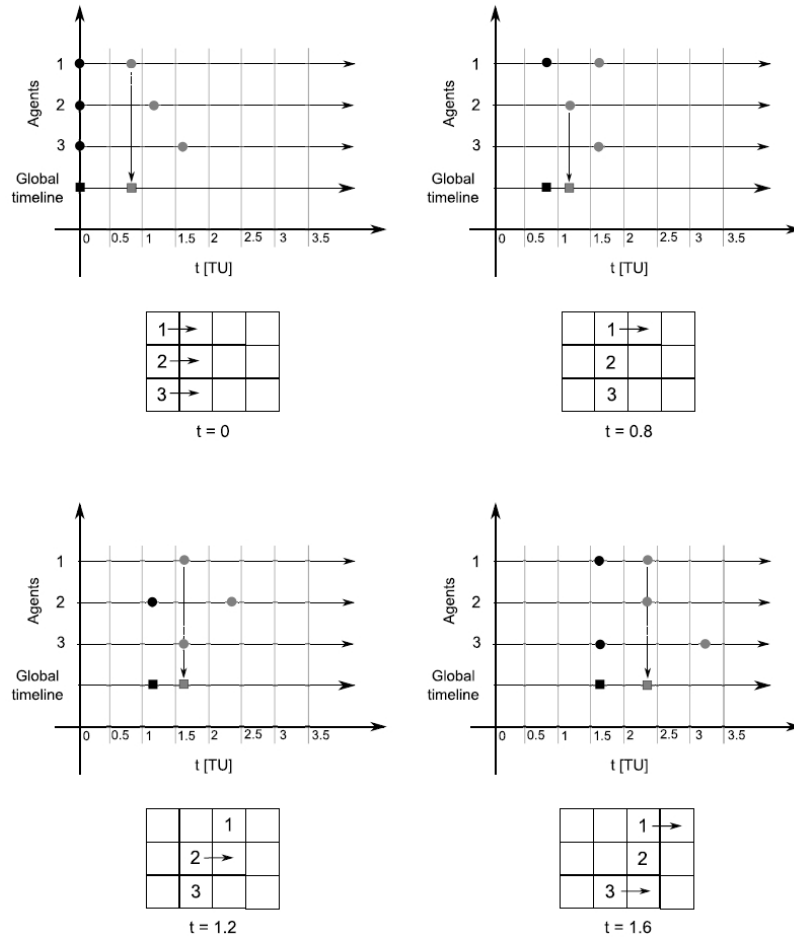 1
2
3
Agents
Global
timeline
0 0.5 1 1.5 2 2.5 3 3.5
t [TU]
1
2
3
t = 0
1
2
3
Agents
Global
timeline
0 0.5 1 1.5 2 2.5 3 3.5
t [TU]
1
2
3
t = 0.8
1
2
3
Agents
Global
timeline
0 0.5 1 1.5 2 2.5 3 3.5
t [TU]
1
2
3
t = 1.2
1
2
3
Agents
Global
timeline
0 0.5 1 1.5 2 2.5 3 3.5
t [TU]
1
2
3
t = 1.6